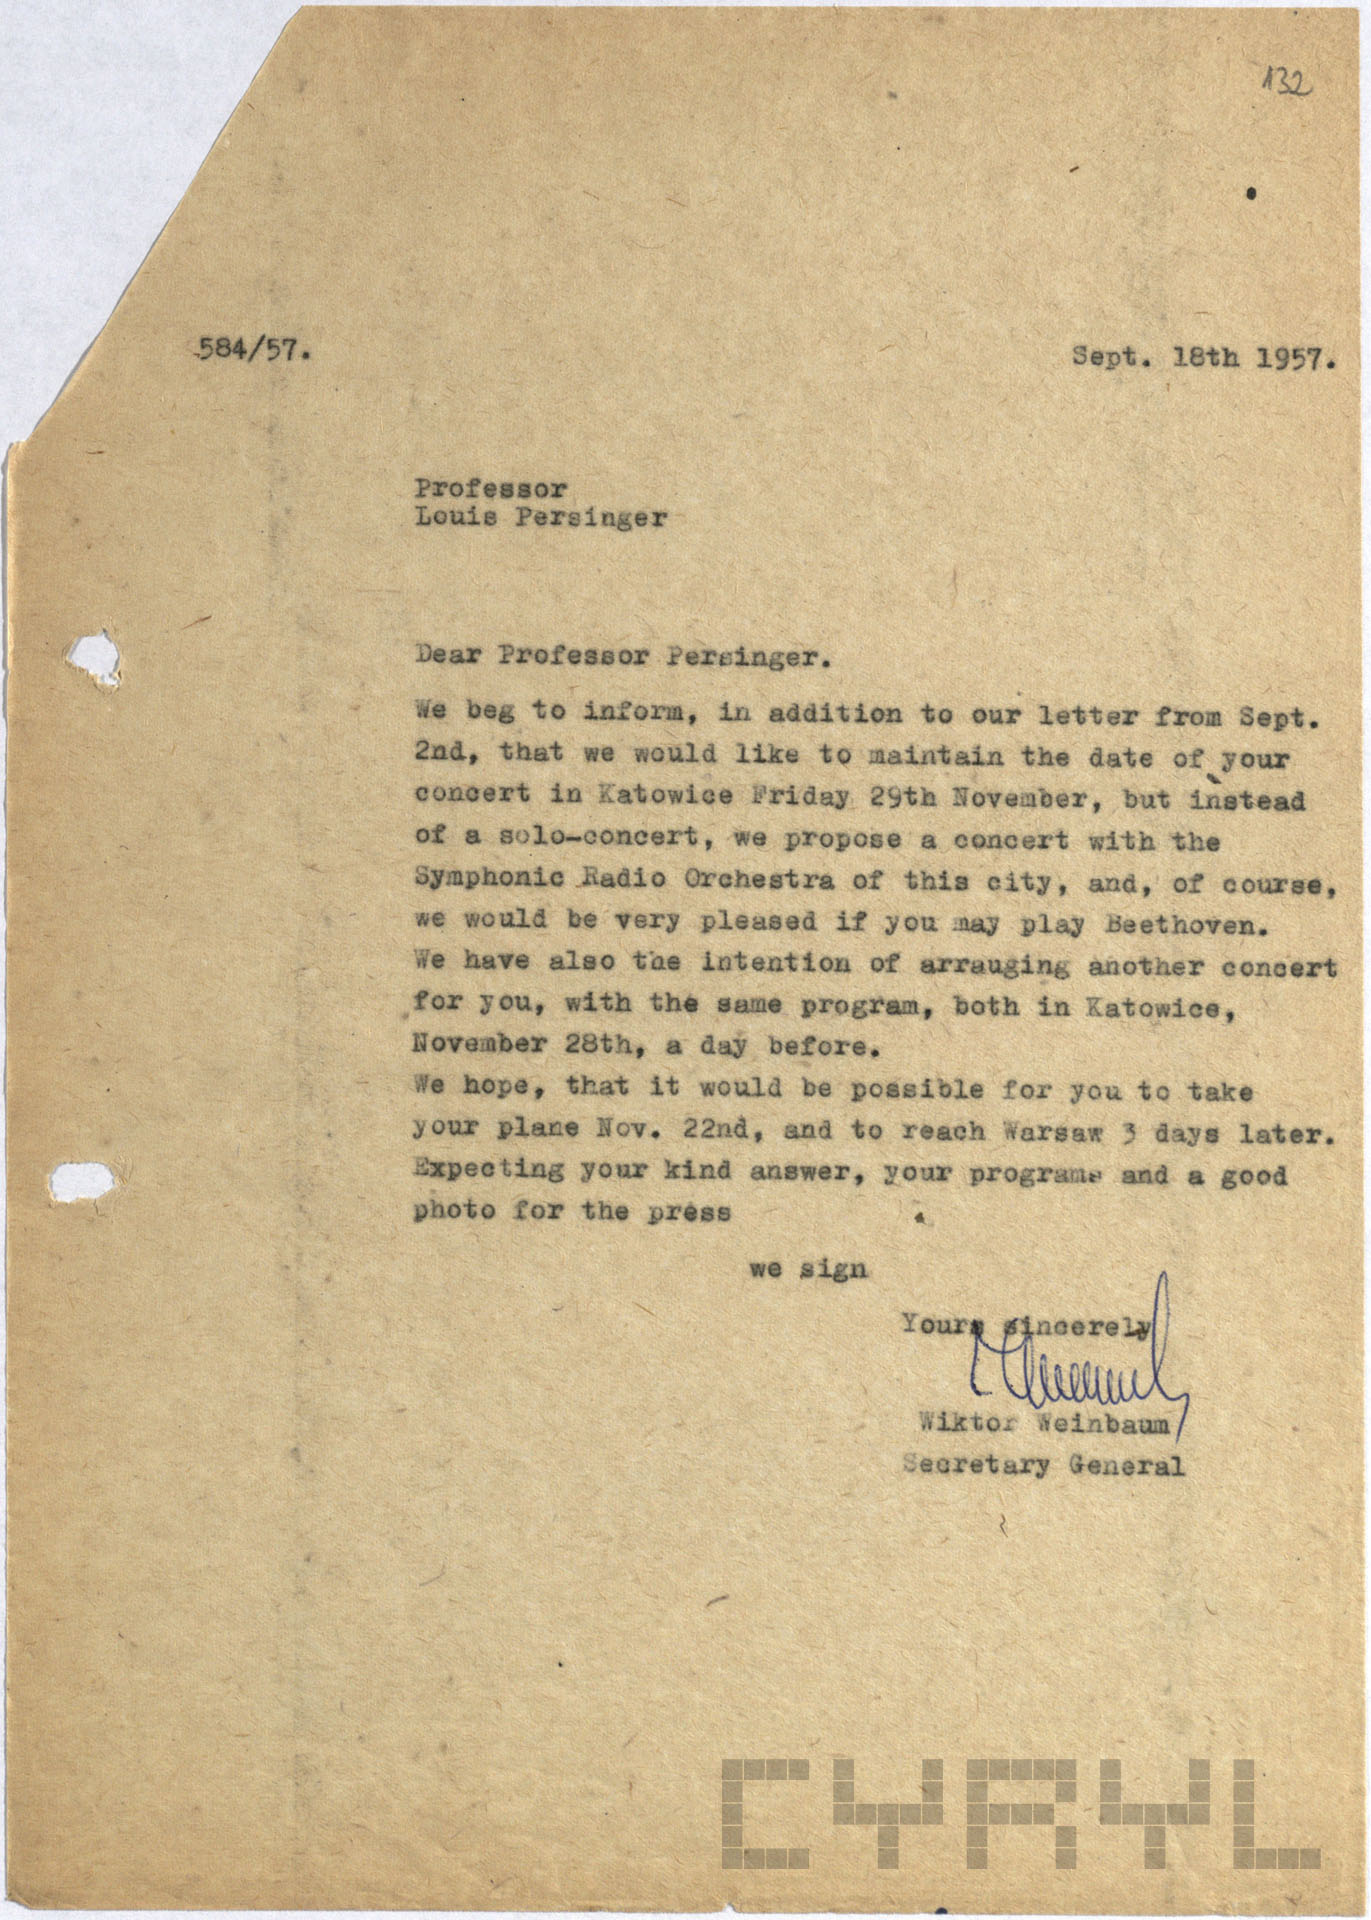 132
584/57.
Sept. 18th 1957.
Professor
Louis Persinger
Dear Professor Persinger.
We beg to inform, in addition to our letter from Sept.
2nd, that we would like to maintain the date of your
concert in Katowice Friday 29th November, but instead
of a solo-concert, we propose a concert with the
Symphonic Radio Orchestra of this city, and, of course,
we would be very pleased if you may play Beethoven.
We have also the intention of arrauging another concert
for you, with the same program, both in Katowice,
November 28th, a day before.
We hope, that it would be possible for you to take
your plane Nov. 22nd, and to reach Warsaw 3 days later.
Expecting your kind answer, your programs and a good
photo for the press
we sign
Yours sincerely
Wiktor Weinbaum
Secretary General
CYRYL